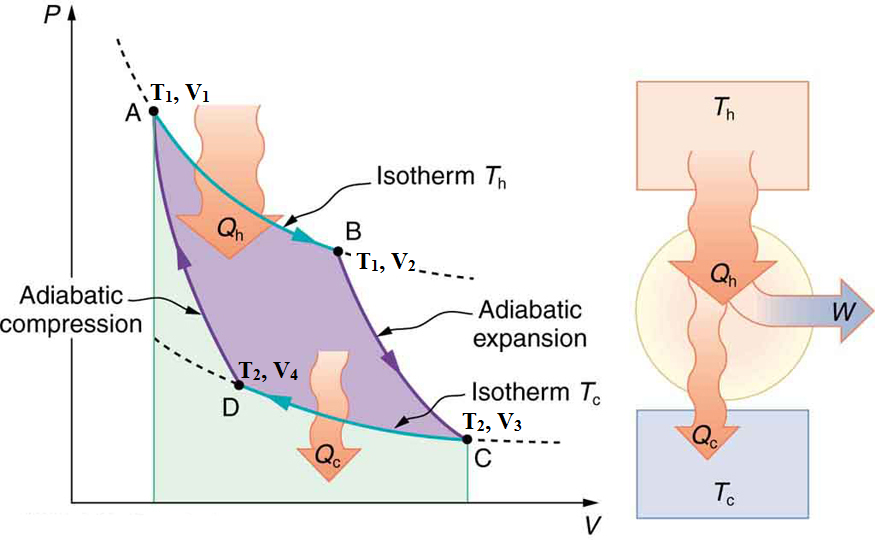 P
T₁, V₁
A
Qh
Isotherm Th
B
T₁, V₂
Adiabatic
compression
Adiabatic
expansion
T₂, V₄
D
Isotherm Tc
T₂, V₃
Qc
C
V
Th
Qh
W
Qc
Tc